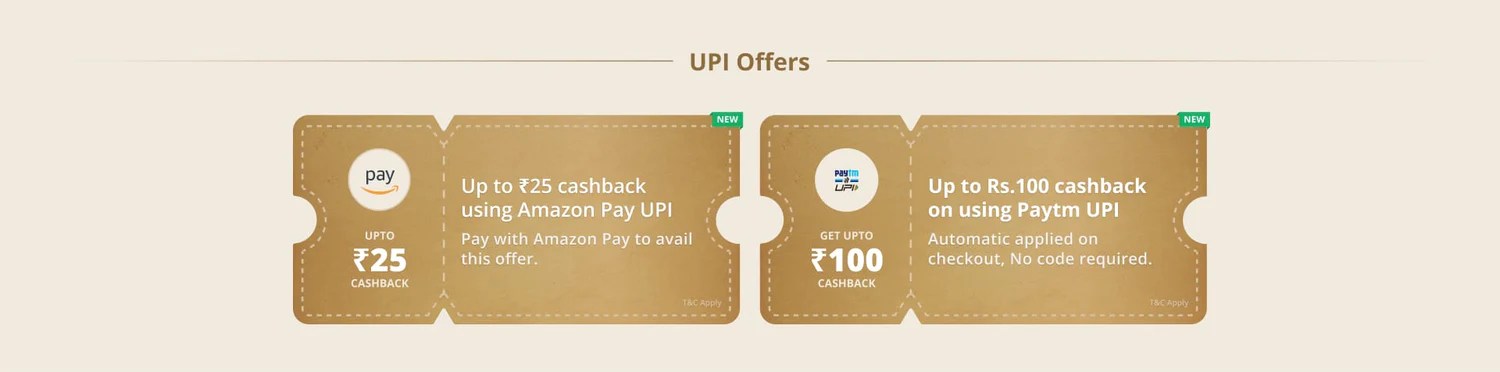 UPI Offers
NEW
pay
UPTO
₹25
CASHBACK
Up to ₹25 cashback
using Amazon Pay UPI
Pay with Amazon Pay to avail
this offer.
T&C Apply
NEW
Paytm
UPI
GET UPTO
₹100
CASHBACK
Up to Rs.100 cashback
on using Paytm UPI
Automatic applied on
checkout, No code required.
T&C Apply